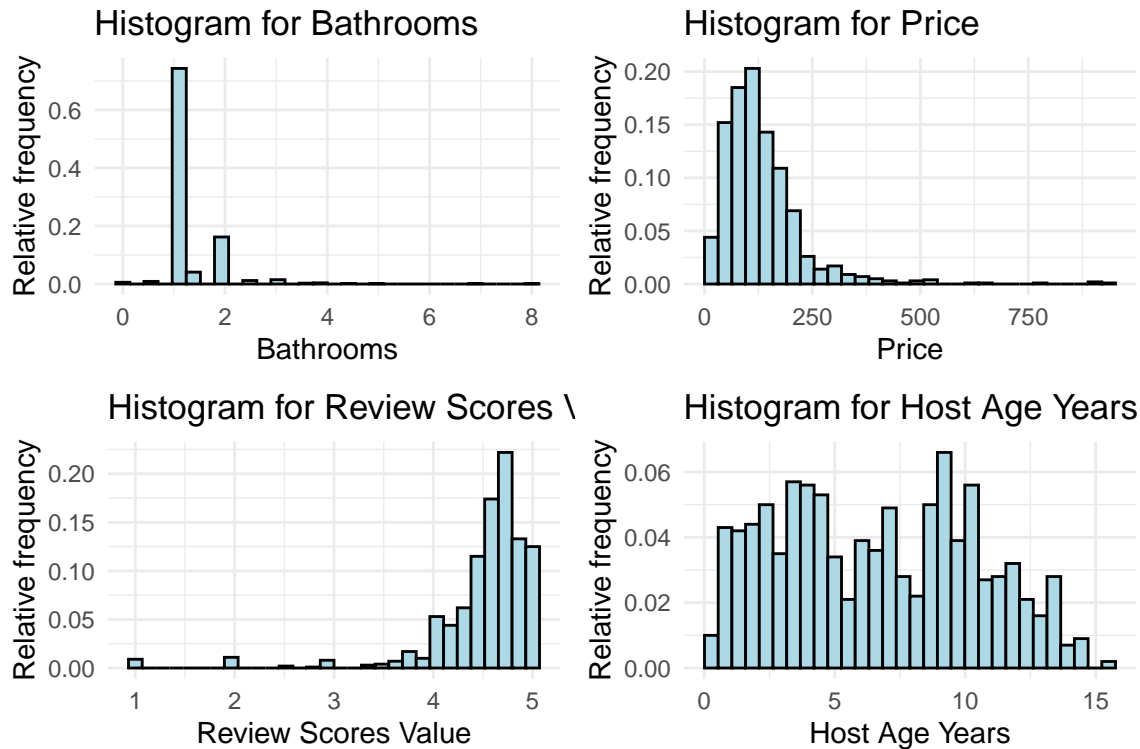 Histogram for Bathrooms
Relative frequency
0.6
0.4
0.2
0.0
0 2 4 6 8
Bathrooms
Histogram for Price
Relative frequency
0.20
0.15
0.10
0.05
0.00
0 250 500 750
Price
Histogram for Review Scores
Relative frequency
0.20
0.15
0.10
0.05
0.00
1 2 3 4 5
Review Scores Value
Histogram for Host Age Years
Relative frequency
0.06
0.04
0.02
0.00
0 5 10 15
Host Age Years